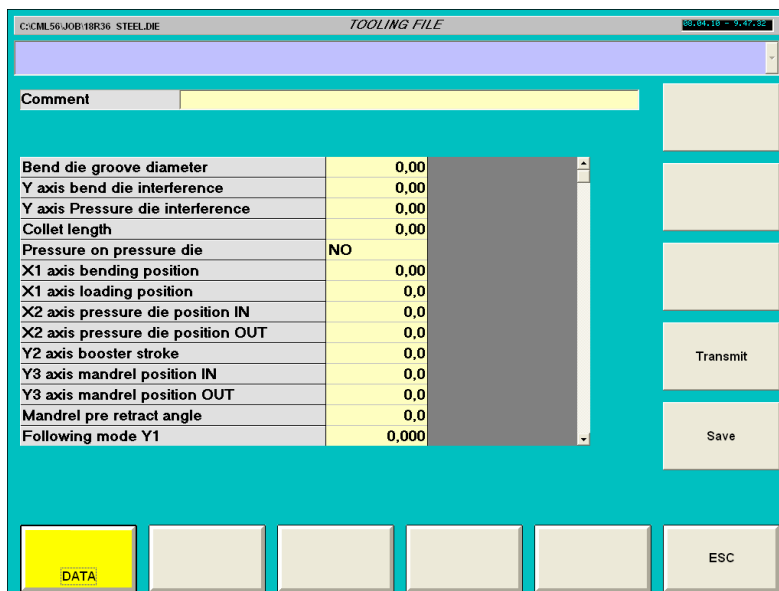 C:\CML56\JOB\18R36 STEEL.DIE TOOLING FILE 08.04.10 - 9.47.32
Comment
Bend die groove diameter 0,00
Y axis bend die interference 0,00
Y axis Pressure die interference 0,00
Collet length 0,00
Pressure on pressure die NO
X1 axis bending position 0,00
X1 axis loading position 0,0
X2 axis pressure die position IN 0,0
X2 axis pressure die position OUT 0,0
Y2 axis booster stroke 0,0
Y3 axis mandrel position IN 0,0
Y3 axis mandrel position OUT 0,0
Mandrel pre retract angle 0,0
Following mode Y1 0,000
Transmit
Save
DATA
ESC